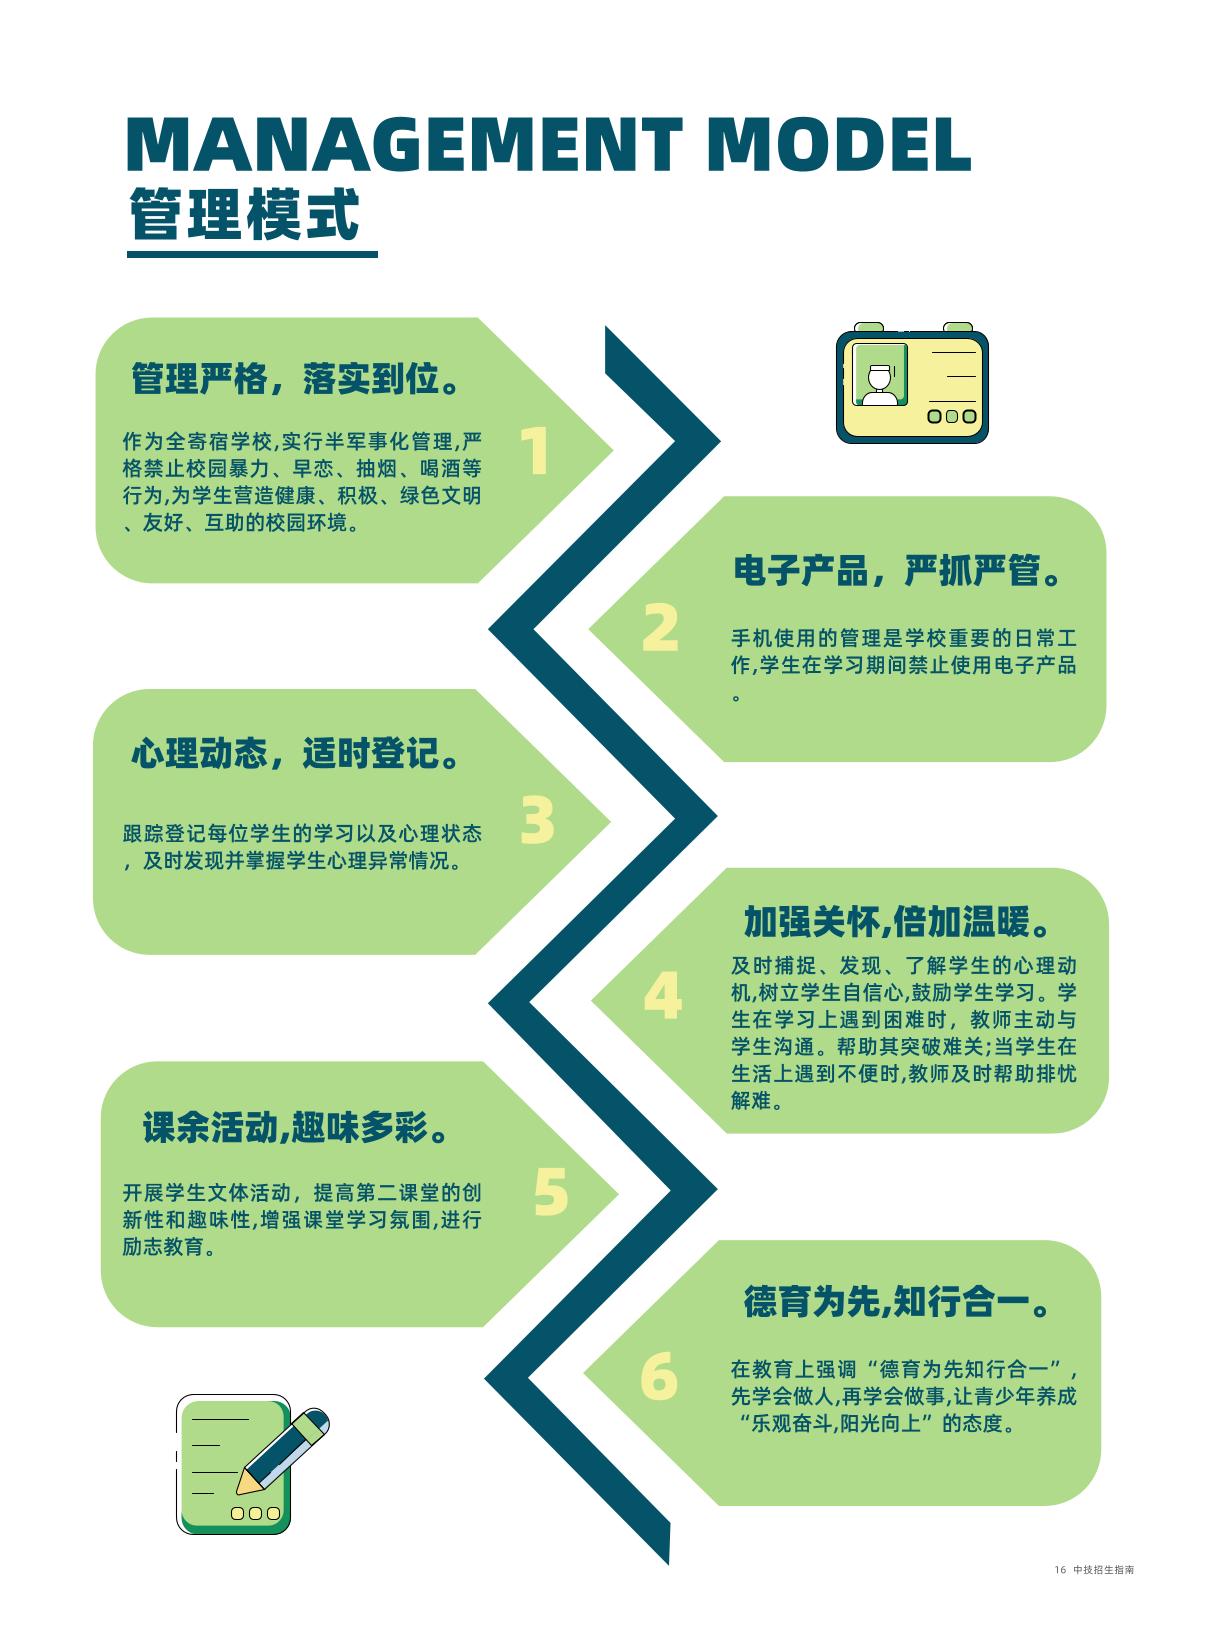 MANAGEMENT MODEL
管理模式
管理严格，落实到位。
作为全寄宿学校,实行半军事化管理,严
格禁止校园暴力、早恋、抽烟、喝酒等
行为,为学生营造健康、积极、绿色文明
、友好、互助的校园环境。
1
电子产品，严抓严管。
手机使用的管理是学校重要的日常工
作,学生在学习期间禁止使用电子产品
。
2
心理动态，适时登记。
跟踪登记每位学生的学习以及心理状态
，及时发现并掌握学生心理异常情况。
3
加强关怀,倍加温暖。
及时捕捉、发现、了解学生的心理动
机,树立学生自信心,鼓励学生学习。学
生在学习上遇到困难时，教师主动与
学生沟通。帮助其突破难关;当学生在
生活上遇到不便时,教师及时帮助排忧
解难。
4
课余活动,趣味多彩。
开展学生文体活动，提高第二课堂的创
新性和趣味性,增强课堂学习氛围,进行
励志教育。
5
德育为先,知行合一。
在教育上强调“德育为先知行合一”，
先学会做人,再学会做事,让青少年养成
“乐观奋斗,阳光向上”的态度。
6
16 中技招生指南